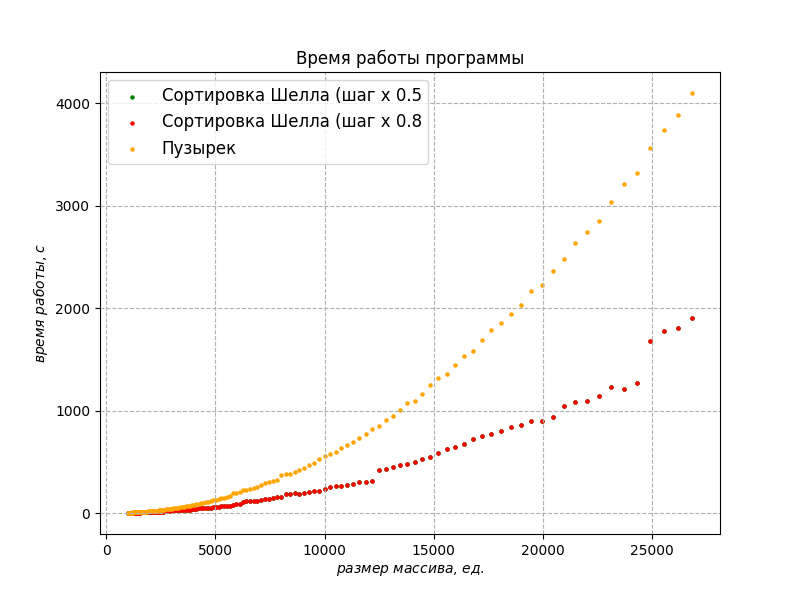 Время работы программы
Сортировка Шелла (шаг x 0.5
Сортировка Шелла (шаг x 0.8
Пузырек
4000
3000
2000
1000
0
время работы, с
0 5000 10000 15000 20000 25000
размер массива, ед.